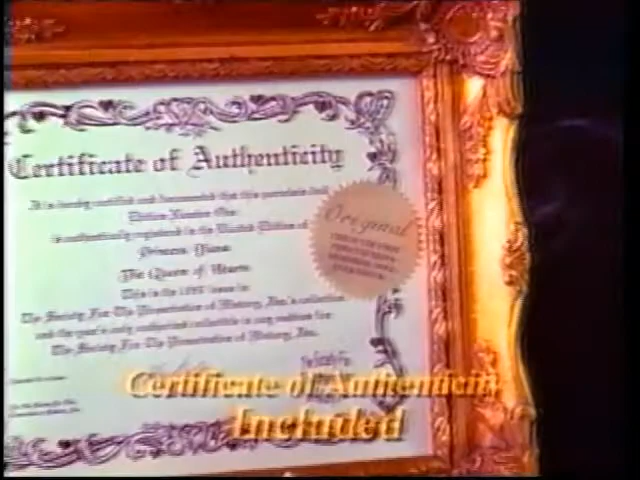 Certificate of Authenticity
It is hereby certified and documented that this porcelain doll
Edition Number One
is authentically registered in the Limited Edition of
Princess Diana
The Queen of Hearts
This is the 1997 issue in
The Society For The Preservation of History, Inc.'s collection
and the year's only authorized collectible in any medium for
The Society For The Preservation of History, Inc.
Original
Certificate of Authenticity
Included